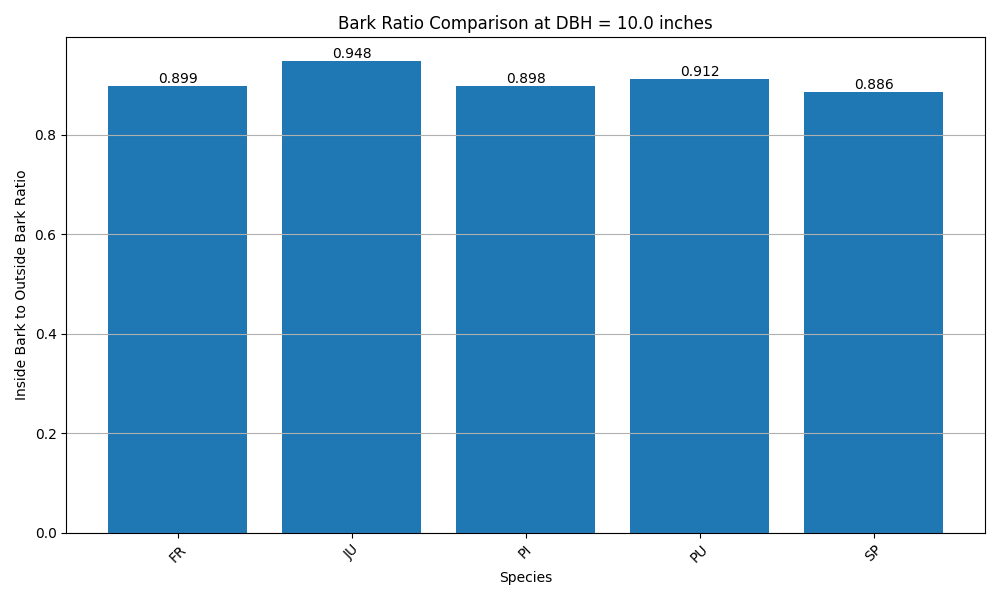 Bark Ratio Comparison at DBH = 10.0 inches
Inside Bark to Outside Bark Ratio
0.8
0.6
0.4
0.2
0.0
0.899
0.948
0.898
0.912
0.886
FR
JU
PI
PU
SP
Species